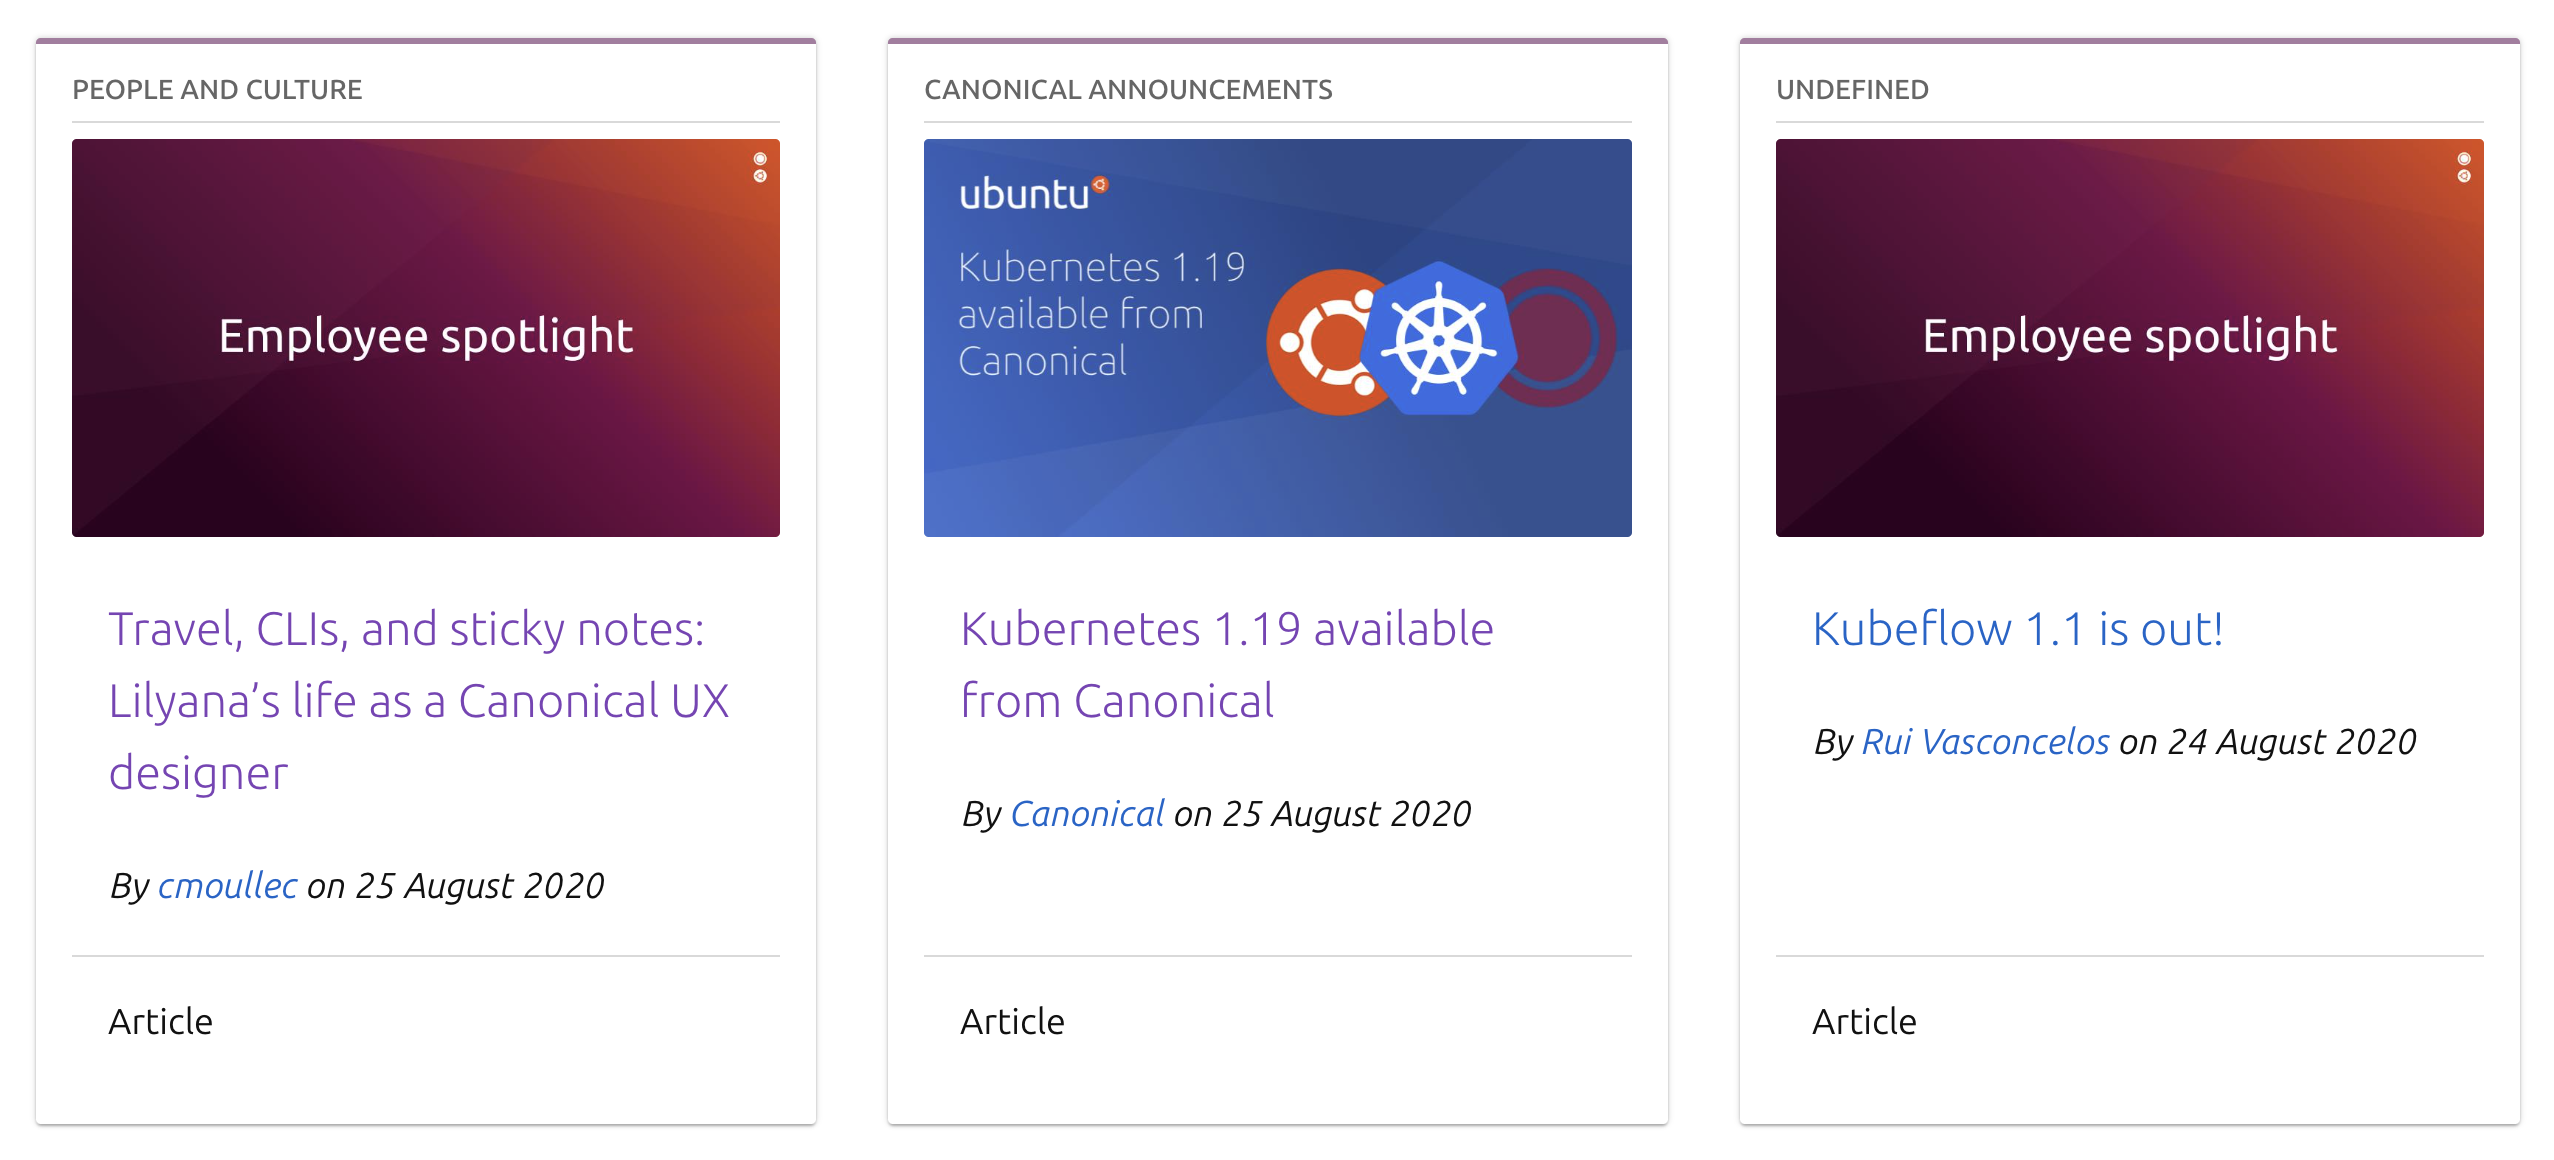 PEOPLE AND CULTURE
Employee spotlight
Travel, CLIs, and sticky notes:
Lilyana’s life as a Canonical UX
designer
By cmoullec on 25 August 2020
Article
CANONICAL ANNOUNCEMENTS
ubuntu
Kubernetes 1.19
available from
Canonical
Kubernetes 1.19 available
from Canonical
By Canonical on 25 August 2020
Article
UNDEFINED
Employee spotlight
Kubeflow 1.1 is out!
By Rui Vasconcelos on 24 August 2020
Article